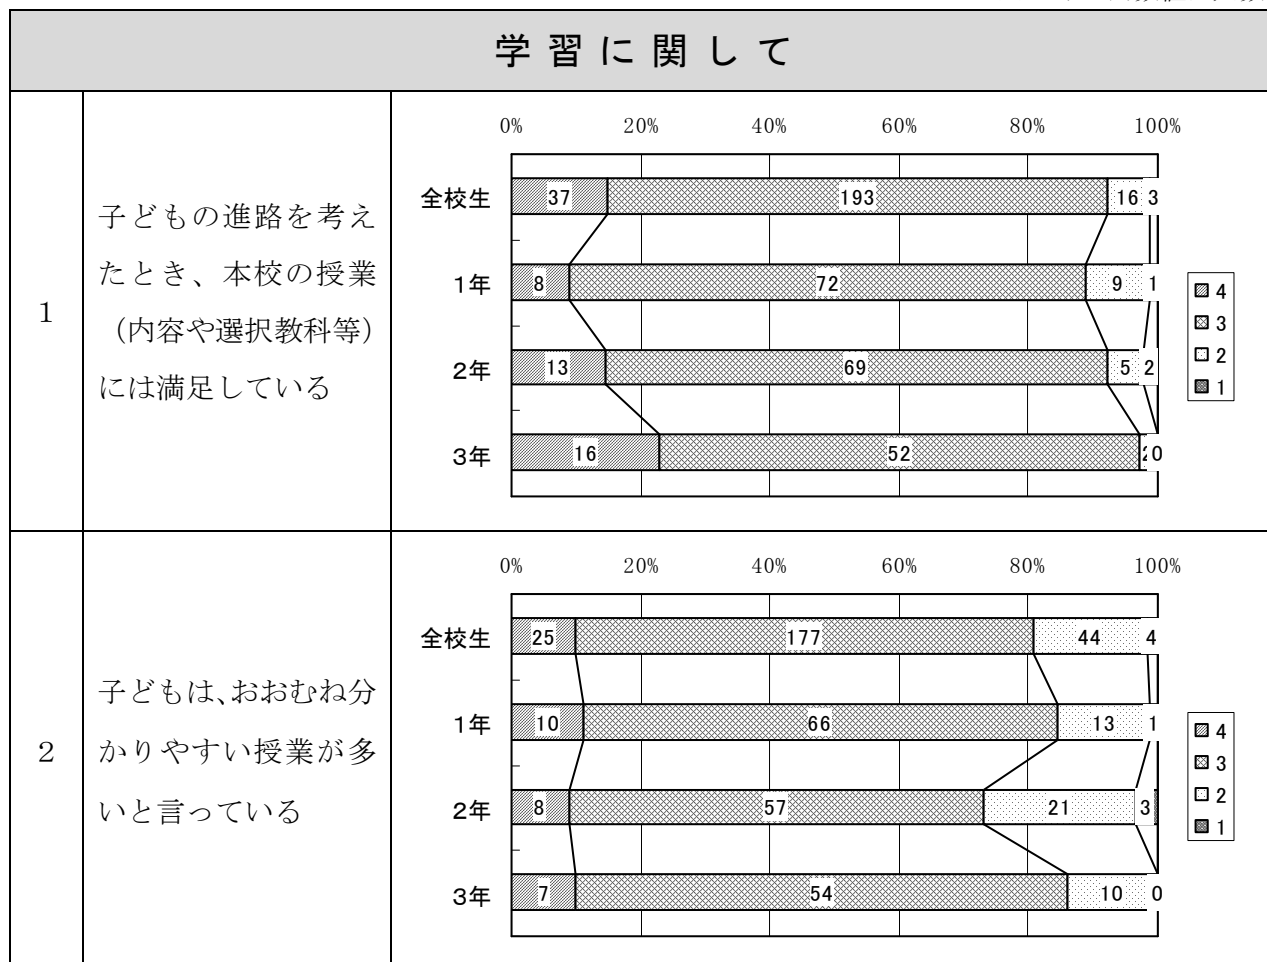 学習に関して
1
子どもの進路を考え
たとき、本校の授業
（内容や選択教科等）
には満足している
0% 20% 40% 60% 80% 100%
全校生 37 193 16 3
1年 8 72 9 1
2年 13 69 5 2
3年 16 52 2 0
4
3
2
1
2
子どもは、おおむね分
かりやすい授業が多
いと言っている
0% 20% 40% 60% 80% 100%
全校生 25 177 44 4
1年 10 66 13 1
2年 8 57 21 3
3年 7 54 10 0
4
3
2
1